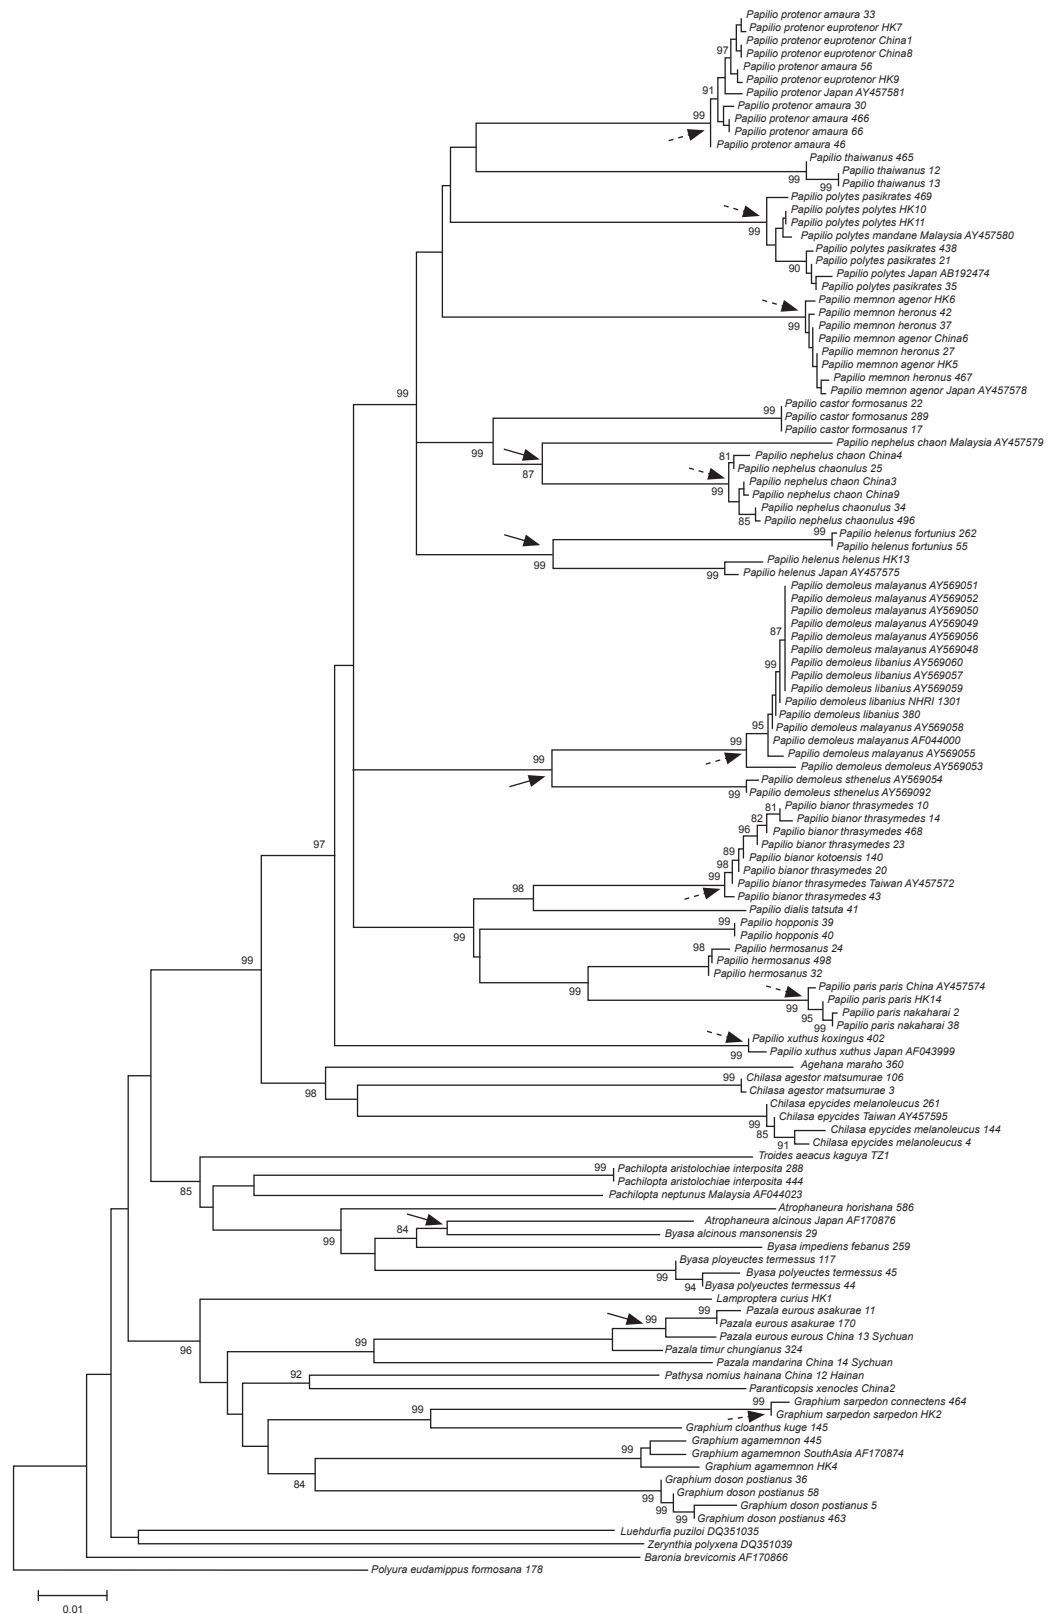 Papilio protenor amaura 33
Papilio protenor euprotenor HK7
Papilio protenor euprotenor China1
Papilio protenor euprotenor China8
97
Papilio protenor amaura 56
Papilio protenor euprotenor HK9
91
Papilio protenor Japan AY457581
Papilio protenor amaura 30
99
Papilio protenor amaura 466
Papilio protenor amaura 66
Papilio protenor amaura 46
Papilio thaiwanus 465
Papilio thaiwanus 12
99
99
Papilio thaiwanus 13
Papilio polytes pasikrates 469
Papilio polytes polytes HK10
Papilio polytes polytes HK11
99
Papilio polytes mandane Malaysia AY457580
Papilio polytes pasikrates 438
Papilio polytes pasikrates 21
90
Papilio polytes Japan AB192474
Papilio polytes pasikrates 35
Papilio memnon agenor HK6
Papilio memnon heronus 42
99
Papilio memnon heronus 37
Papilio memnon agenor China6
Papilio memnon heronus 27
Papilio memnon agenor HK5
Papilio memnon heronus 467
Papilio memnon agenor Japan AY457578
99
Papilio castor formosanus 22
99
Papilio castor formosanus 289
Papilio castor formosanus 17
Papilio nephelus chaon Malaysia AY457579
99
81
Papilio nephelus chaon China4
87
Papilio nephelus chaonulus 25
Papilio nephelus chaon China3
99
Papilio nephelus chaon China9
Papilio nephelus chaonulus 34
85
Papilio nephelus chaonulus 496
99
Papilio helenus fortunius 262
Papilio helenus fortunius 55
99
Papilio helenus helenus HK13
99
Papilio helenus Japan AY457575
Papilio demoleus malayanus AY569051
Papilio demoleus malayanus AY569052
Papilio demoleus malayanus AY569050
Papilio demoleus malayanus AY569049
87
Papilio demoleus malayanus AY569056
Papilio demoleus malayanus AY569048
99
Papilio demoleus libanius AY569060
Papilio demoleus libanius AY569057
Papilio demoleus libanius AY569059
Papilio demoleus libanius NHRI 1301
Papilio demoleus libanius 380
95
Papilio demoleus malayanus AY569058
99
Papilio demoleus malayanus AF044000
Papilio demoleus malayanus AY569055
99
Papilio demoleus demoleus AY569053
Papilio demoleus sthenelus AY569054
99
Papilio demoleus sthenelus AY569092
81
Papilio bianor thrasymedes 10
82
Papilio bianor thrasymedes 14
96
Papilio bianor thrasymedes 468
Papilio bianor thrasymedes 23
97
89
Papilio bianor kotoensis 140
98
Papilio bianor thrasymedes 20
99
Papilio bianor thrasymedes Taiwan AY457572
98
Papilio bianor thrasymedes 43
Papilio dialis tatsuta 41
99
Papilio hopponis 39
99
Papilio hopponis 40
98
Papilio hermosanus 24
99
Papilio hermosanus 498
Papilio hermosanus 32
99
Papilio paris paris China AY457574
99
Papilio paris paris HK14
95
Papilio paris nakaharai 2
99
Papilio paris nakaharai 38
Papilio xuthus koxingus 402
99
Papilio xuthus xuthus Japan AF043999
Agehana maraho 360
99
Chilasa agestor matsumurae 106
98
Chilasa agestor matsumurae 3
Chilasa epycides melanoleucus 261
99
Chilasa epycides Taiwan AY457595
85
Chilasa epycides melanoleucus 144
91
Chilasa epycides melanoleucus 4
Troides aeacus kaguya TZ1
99
Pachilopta aristolochiae interposita 288
Pachilopta aristolochiae interposita 444
85
Pachilopta neptunus Malaysia AF044023
Atrophaneura horishana 586
Atrophaneura alcinous Japan AF170876
84
Byasa alcinous mansonensis 29
99
Byasa impediens febanus 259
Byasa ployeuctes termessus 117
99
Byasa polyeuctes termessus 45
94
Byasa polyeuctes termessus 44
Lamproptera curius HK1
99
Pazala eurous asakurae 11
99
Pazala eurous asakurae 170
Pazala eurous eurous China 13 Sychuan
96
99
Pazala timur chungianus 324
Pazala mandarina China 14 Sychuan
92
Pathysa nomius hainana China 12 Hainan
Paranticopsis xenocles China2
99
Graphium sarpedon connectens 464
99
Graphium sarpedon sarpedon HK2
Graphium cloanthus kuge 145
Graphium agamemnon 445
99
Graphium agamemnon SouthAsia AF170874
Graphium agamemnon HK4
84
Graphium doson postianus 36
99
Graphium doson postianus 58
99
Graphium doson postianus 5
99
Graphium doson postianus 463
Luehdurfia puziloi DQ351035
Zerynthia polyxena DQ351039
Baronia brevicornis AF170866
Polyura eudamippus formosana 178
0.01